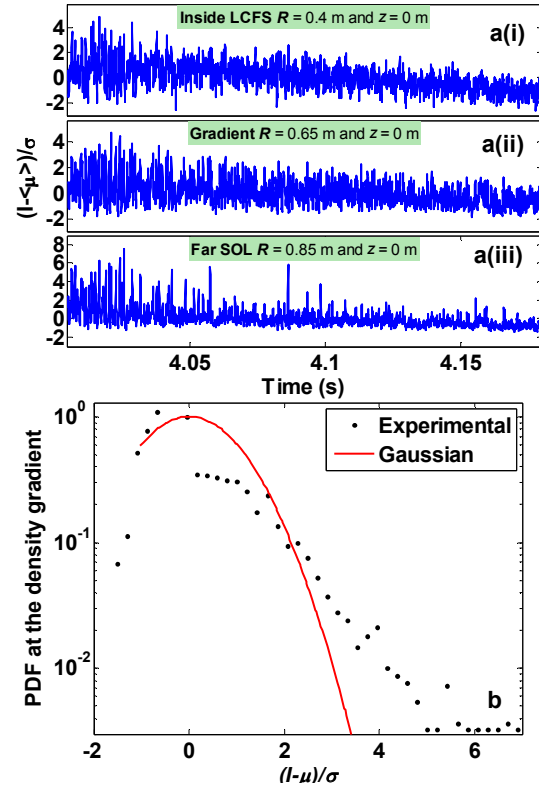 Inside LCFS R = 0.4 m and z = 0 m
a(i)
4
2
0
-2
Gradient R = 0.65 m and z = 0 m
a(ii)
4
2
0
-2
(I-<μ>)/σ
Far SOL R = 0.85 m and z = 0 m
a(iii)
8
6
4
2
0
-2
4.05 4.1 4.15
Time (s)
Experimental
Gaussian
10^0
10^-1
10^-2
PDF at the density gradient
b
-2 0 2 4 6
(I-μ)/σ